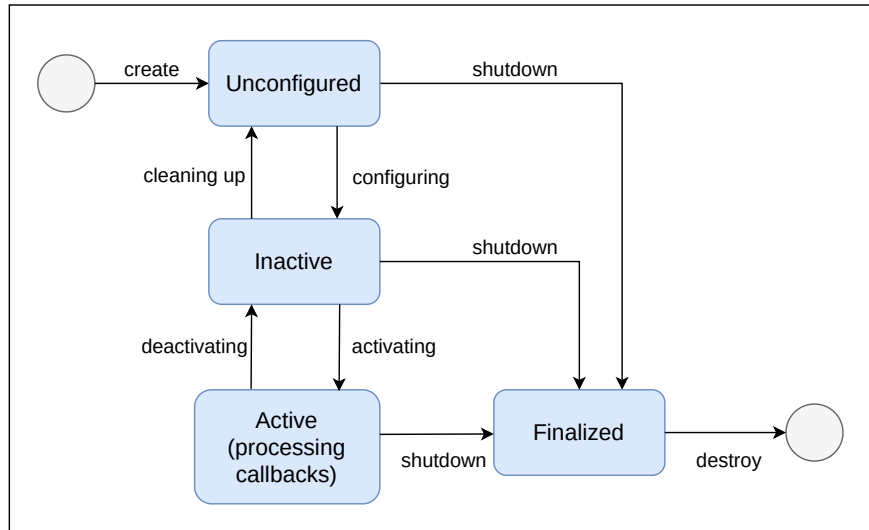 create
Unconfigured
shutdown
cleaning up
configuring
Inactive
shutdown
deactivating
activating
Active
(processing
callbacks)
shutdown
Finalized
destroy